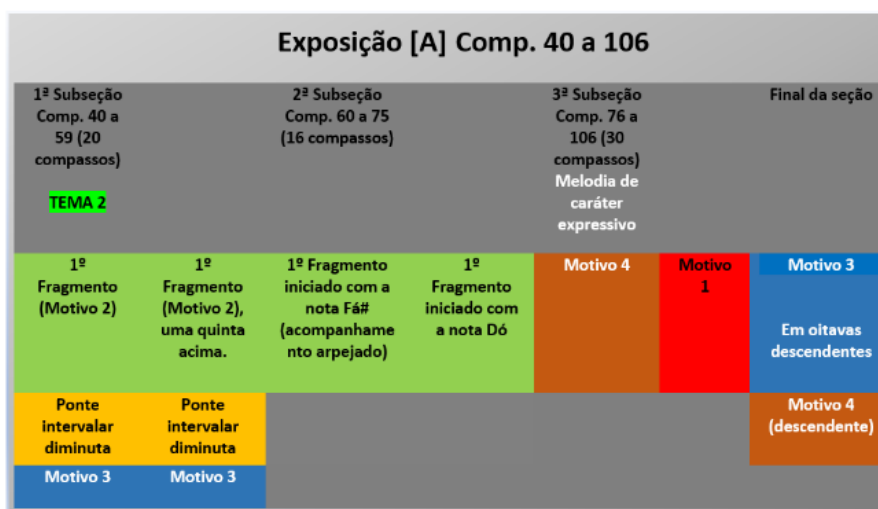 Exposição [A] Comp. 40 a 106
1ª Subseção
Comp. 40 a
59 (20
compassos)
TEMA 2
2ª Subseção
Comp. 60 a 75
(16 compassos)
3ª Subseção
Comp. 76 a
106 (30
compassos)
Melodia de
caráter
expressivo
Final da seção
1º
Fragmento
(Motivo 2)
1º
Fragmento
(Motivo 2),
uma quinta
acima.
1º Fragmento
iniciado com a
nota Fá#
(acompanhame
nto arpejado)
1º
Fragmento
iniciado com
a nota Dó
Motivo 4
Motivo
1
Motivo 3
Em oitavas
descendentes
Ponte
intervalar
diminuta
Ponte
intervalar
diminuta
Motivo 4
(descendente)
Motivo 3
Motivo 3